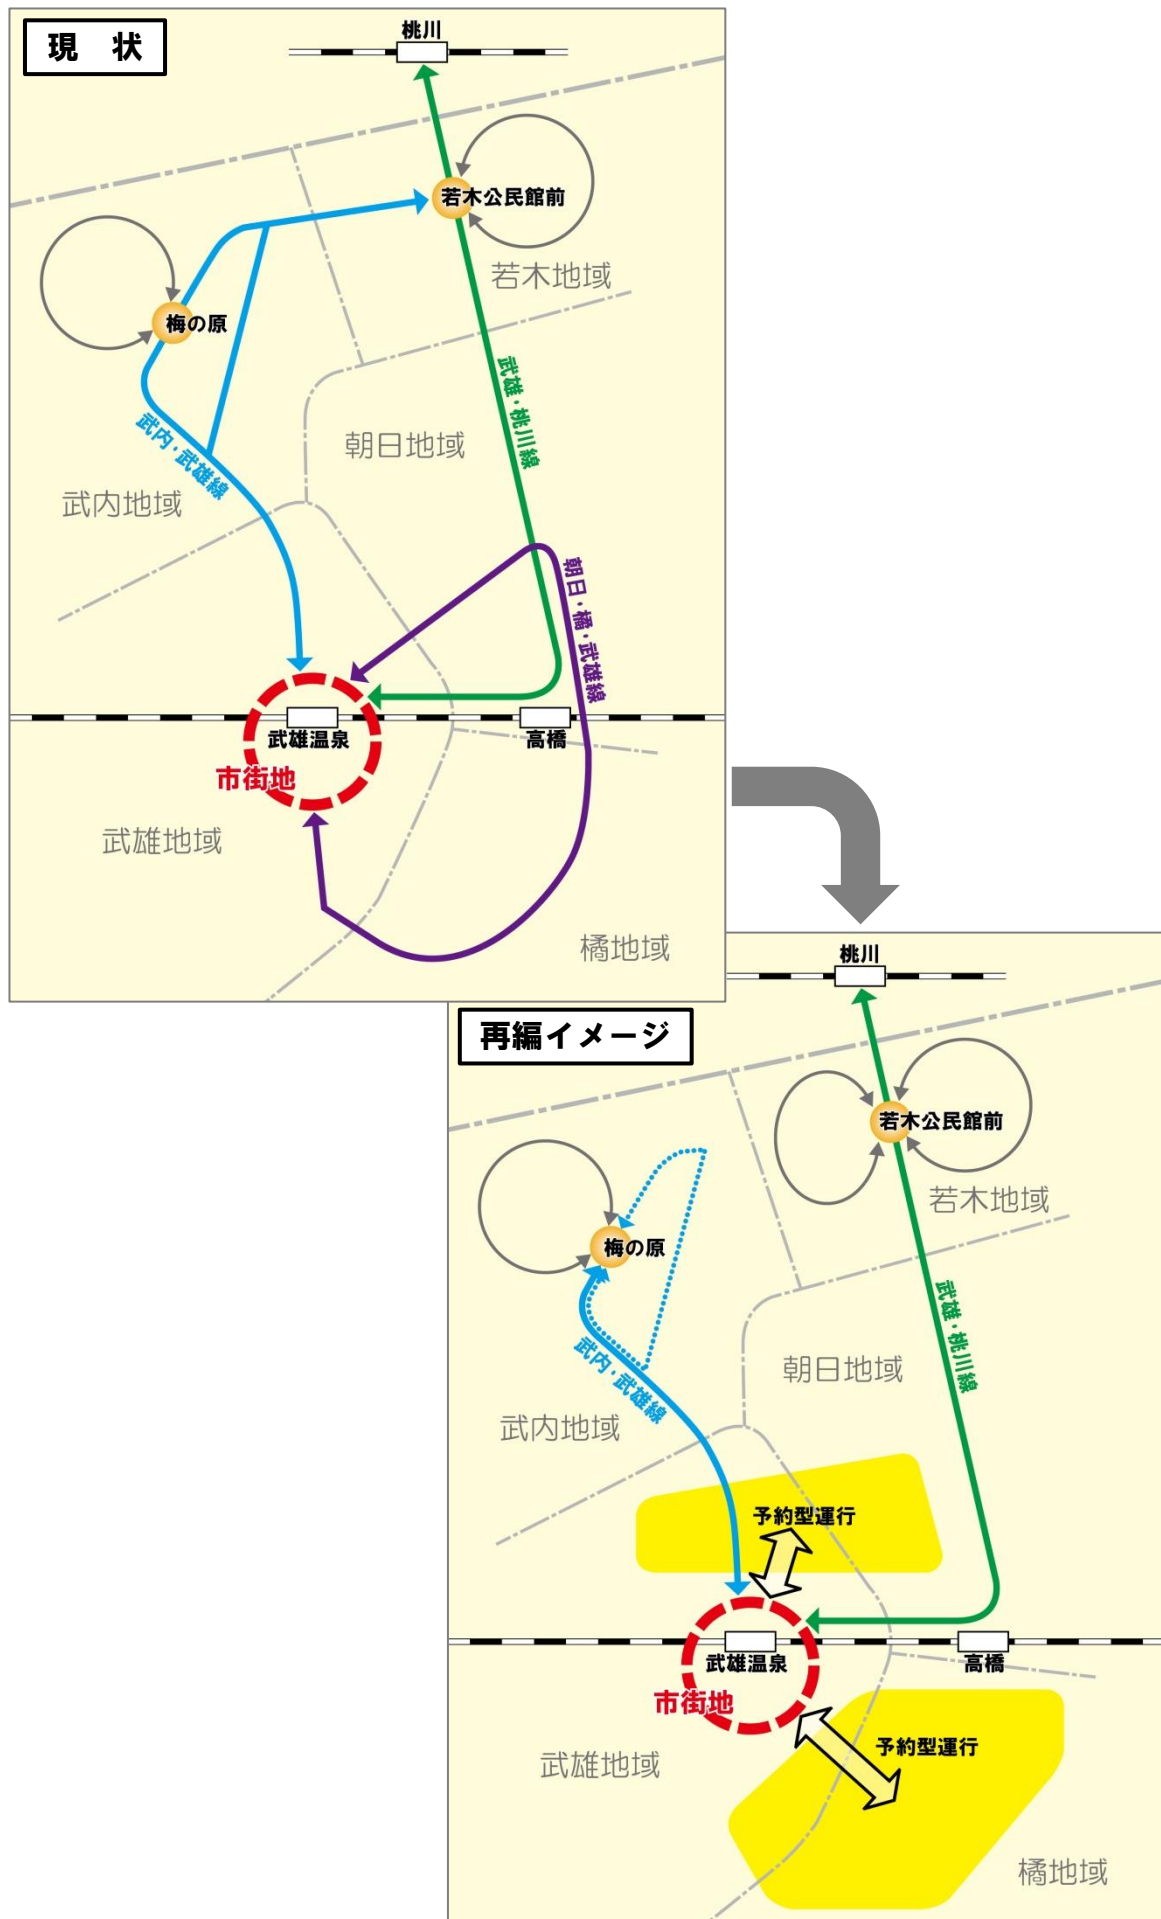 現 状
桃川
若木公民館前
若木地域
梅の原
武雄・桃川線
朝日地域
武内・武雄線
武内地域
朝日・橘・武雄線
武雄温泉
高橋
市街地
武雄地域
橘地域
再編イメージ
桃川
若木公民館前
若木地域
梅の原
武雄・桃川線
武内・武雄線
朝日地域
武内地域
予約型運行
武雄温泉
高橋
市街地
予約型運行
武雄地域
橘地域